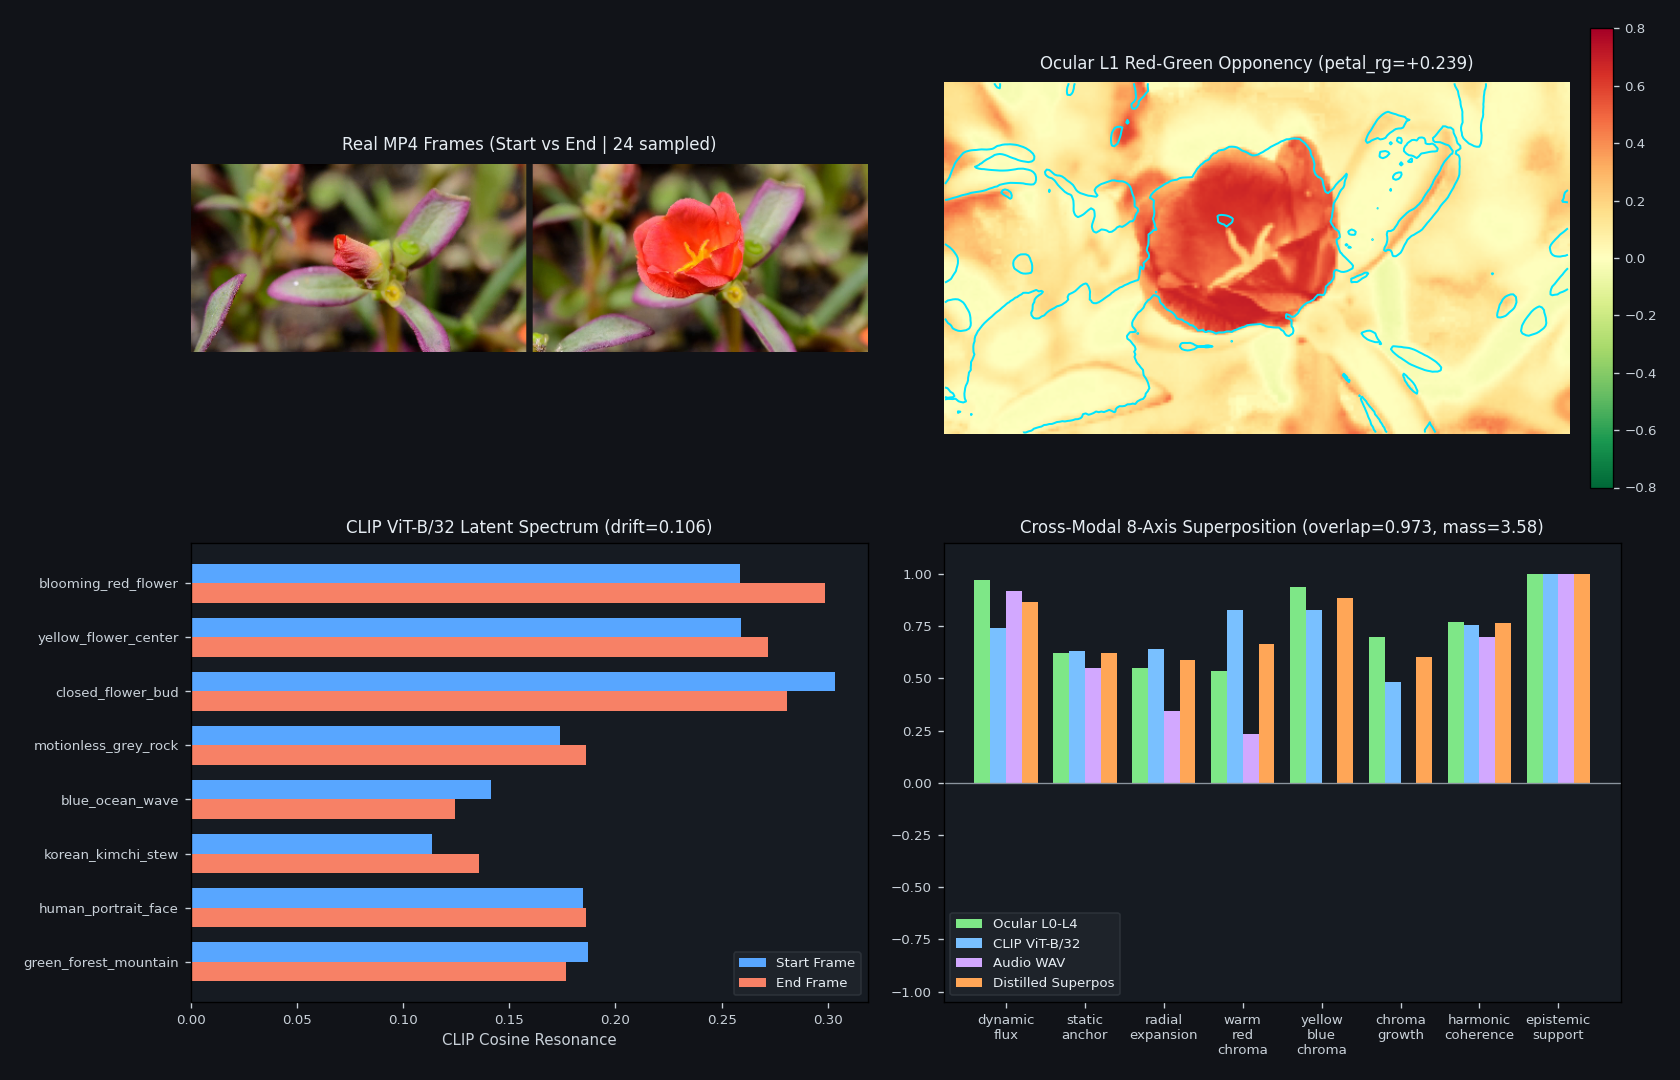 Real MP4 Frames (Start vs End | 24 sampled)
Ocular L1 Red-Green Opponency (petal_rg=+0.239)
0.8
0.6
0.4
0.2
0.0
−0.2
−0.4
−0.6
−0.8
CLIP ViT-B/32 Latent Spectrum (drift=0.106)
blooming_red_flower
yellow_flower_center
closed_flower_bud
motionless_grey_rock
blue_ocean_wave
korean_kimchi_stew
human_portrait_face
green_forest_mountain
Start Frame
End Frame
0.00 0.05 0.10 0.15 0.20 0.25 0.30
CLIP Cosine Resonance
Cross-Modal 8-Axis Superposition (overlap=0.973, mass=3.58)
1.00
0.75
0.50
0.25
0.00
−0.25
−0.50
−0.75
−1.00
Ocular L0-L4
CLIP ViT-B/32
Audio WAV
Distilled Superpos
dynamic
flux
static
anchor
radial
expansion
warm
red
chroma
yellow
blue
chroma
chroma
growth
harmonic
coherence
epistemic
support